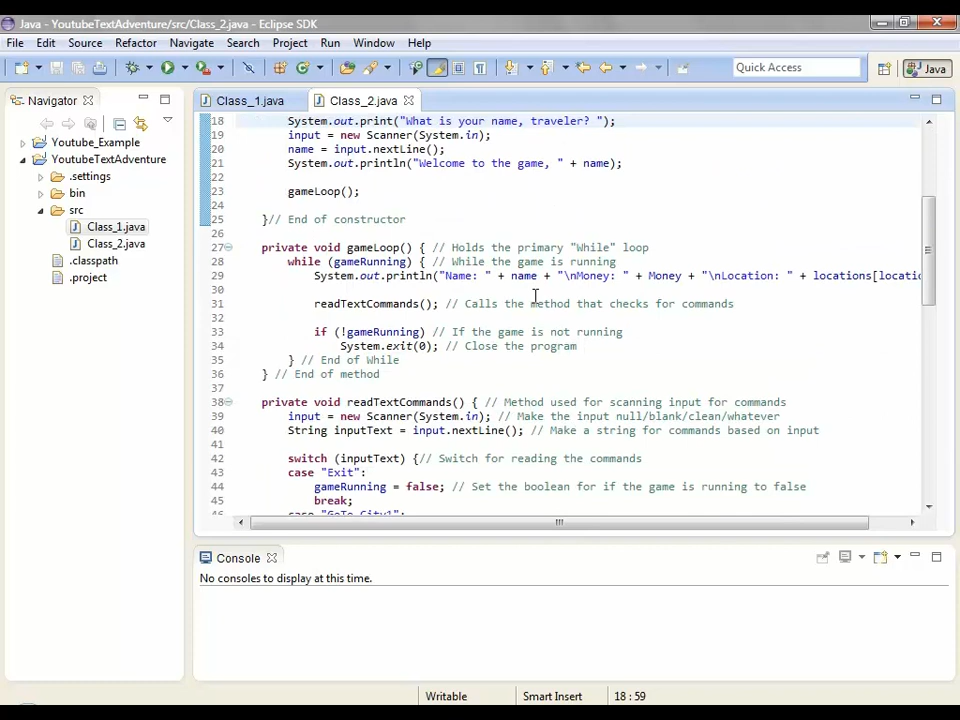 Java - YoutubeTextAdventure/src/Class_2.java - Eclipse SDK
File Edit Source Refactor Navigate Search Project Run Window Help
Quick Access
Java
Navigator
Class_1.java
Class_2.java
Youtube_Example
YoutubeTextAdventure
.settings
bin
src
Class_1.java
Class_2.java
.classpath
.project
18 System.out.print("What is your name, traveler? ");
19 input = new Scanner(System.in);
20 name = input.nextLine();
21 System.out.println("Welcome to the game, " + name);
22
23 gameLoop();
24
25 }// End of constructor
26
27 private void gameLoop() { // Holds the primary "While" loop
28 while (gameRunning) { // While the game is running
29 System.out.println("Name: " + name + "\nMoney: " + Money + "\nLocation: " + locations[locatio
30
31 readTextCommands(); // Calls the method that checks for commands
32
33 if (!gameRunning) // If the game is not running
34 System.exit(0); // Close the program
35 } // End of While
36 } // End of method
37
38 private void readTextCommands() { // Method used for scanning input for commands
39 input = new Scanner(System.in); // Make the input null/blank/clean/whatever
40 String inputText = input.nextLine(); // Make a string for commands based on input
41
42 switch (inputText) {// Switch for reading the commands
43 case "Exit":
44 gameRunning = false; // Set the boolean for if the game is running to false
45 break;
46 case "GoTo City1":
Console
No consoles to display at this time.
Writable Smart Insert 18 : 59